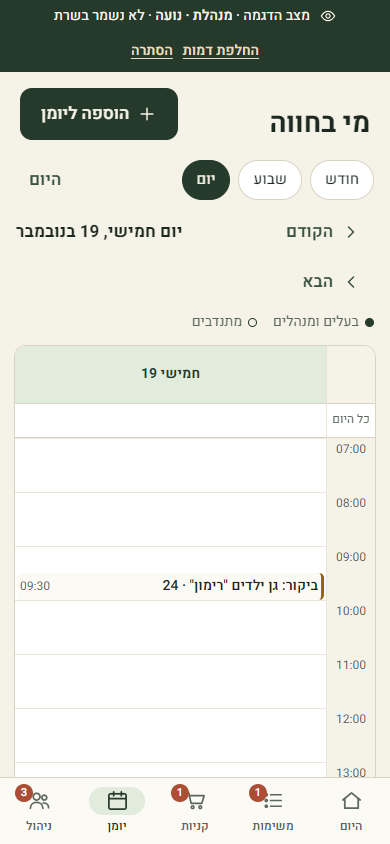 מצב הדגמה · מנהלת · נועה · לא נשמר בשרת
החלפת דמות הסתרה
מי בחווה
הוספה ליומן
חודש שבוע יום היום
הקודם יום חמישי, 19 בנובמבר
הבא
בעלים ומנהלים מתנדבים
חמישי 19
כל היום
07:00
08:00
09:00
ביקור: גן ילדים "רימון" · 24 09:30
10:00
11:00
12:00
13:00
1 1 3
היום משימות קניות יומן ניהול